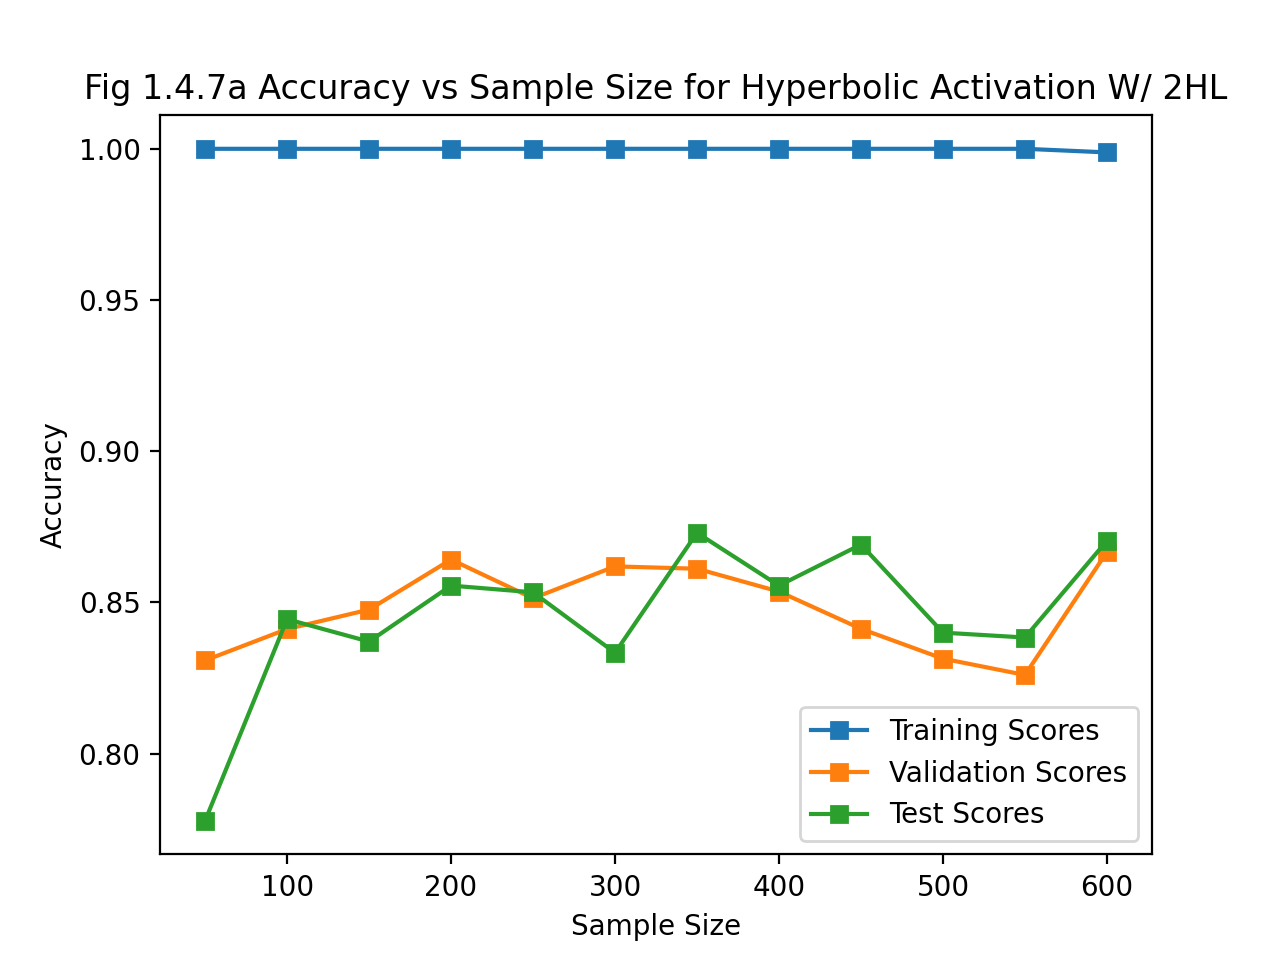 Fig 1.4.7a Accuracy vs Sample Size for Hyperbolic Activation W/ 2HL
1.00
0.95
0.90
0.85
0.80
Accuracy
Training Scores
Validation Scores
Test Scores
100 200 300 400 500 600
Sample Size